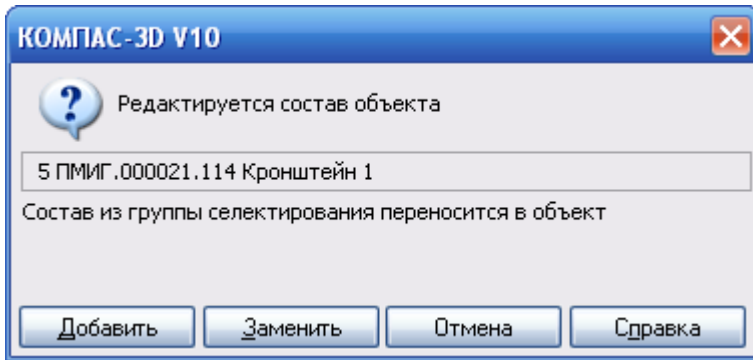 КОМПАС-3D V10
Редактируется состав объекта
5 ПМИГ.000021.114 Кронштейн 1
Состав из группы селектирования переносится в объект
Добавить Заменить Отмена Справка